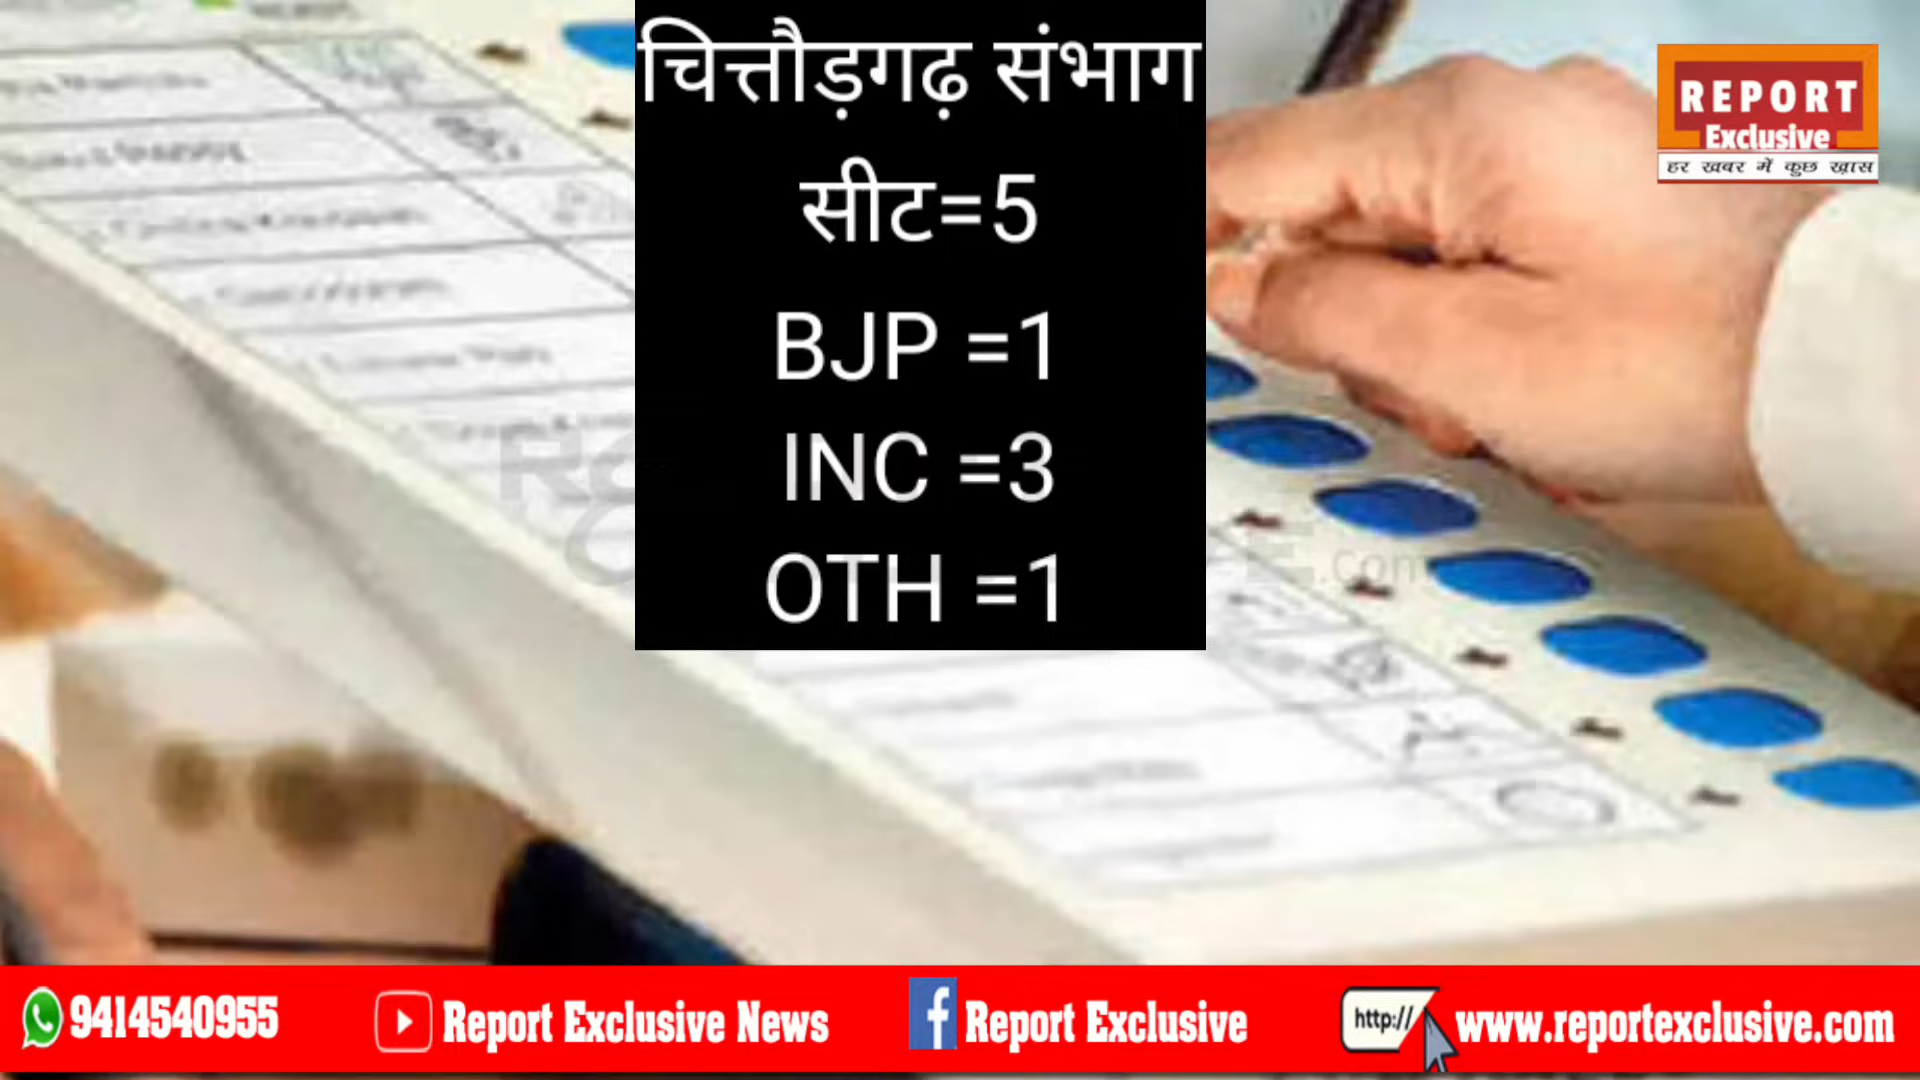 चित्तौड़गढ़ संभाग
सीट=5
BJP =1
INC =3
OTH =1
REPORT
Exclusive
हर खबर में कुछ ख़ास
.com
9414540955
Report Exclusive News
Report Exclusive
http://
www.reportexclusive.com